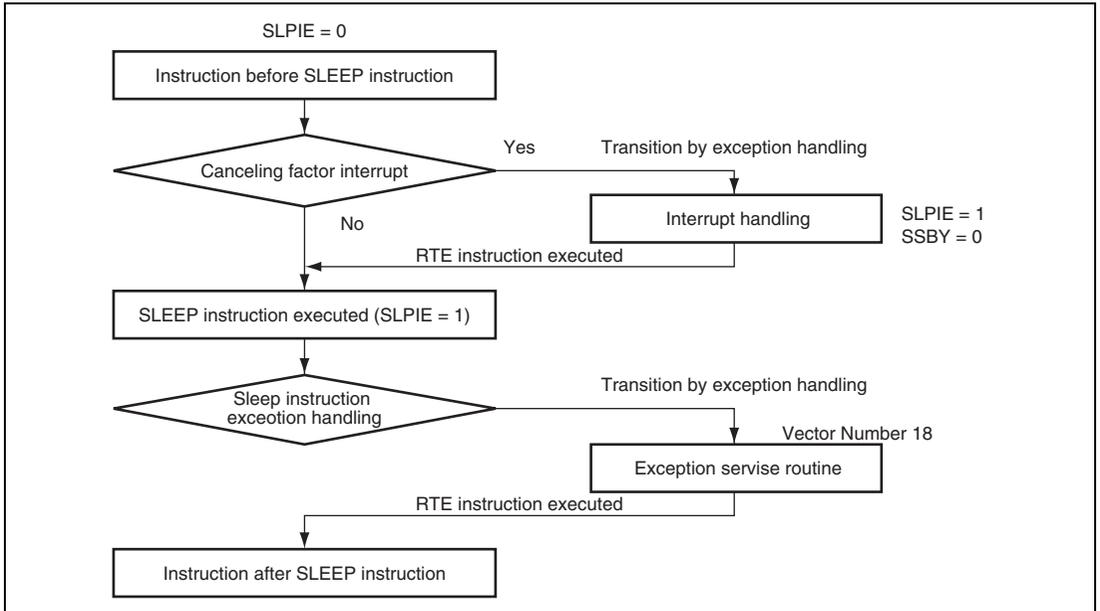 SLPIE = 0
Instruction before SLEEP instruction
Yes
Transition by exception handling
Canceling factor interrupt
Interrupt handling
SLPIE = 1
SSBY = 0
No
RTE instruction executed
SLEEP instruction executed (SLPIE = 1)
Transition by exception handling
Sleep instruction
exceotion handling
Vector Number 18
Exception servise routine
RTE instruction executed
Instruction after SLEEP instruction